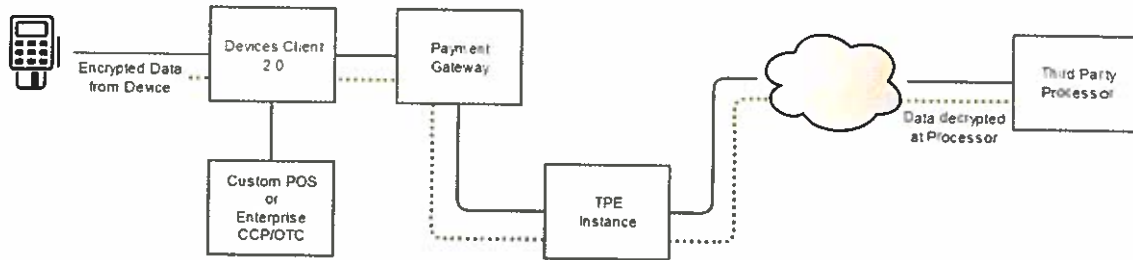 Encrypted Data
from Device
Devices Client
2.0
Custom POS
or
Enterprise
CCP/OTC
Payment
Gateway
TPE
Instance
Data decrypted
at Processor
Third Party
Processor